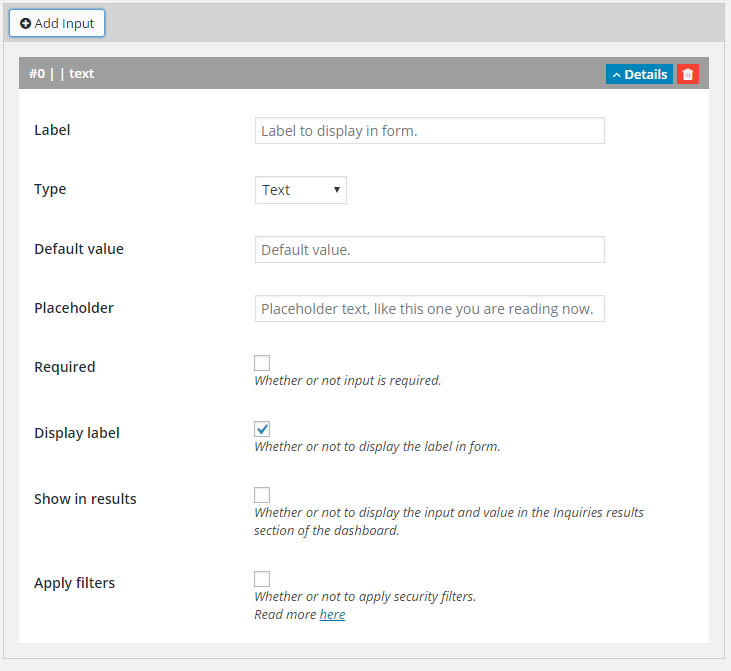 Add Input
#0 | | text
Details
Label
Label to display in form.
Type
Text
Default value
Default value.
Placeholder
Placeholder text, like this one you are reading now.
Required
Whether or not input is required.
Display label
Whether or not to display the label in form.
Show in results
Whether or not to display the input and value in the Inquiries results
section of the dashboard.
Apply filters
Whether or not to apply security filters.
Read more here